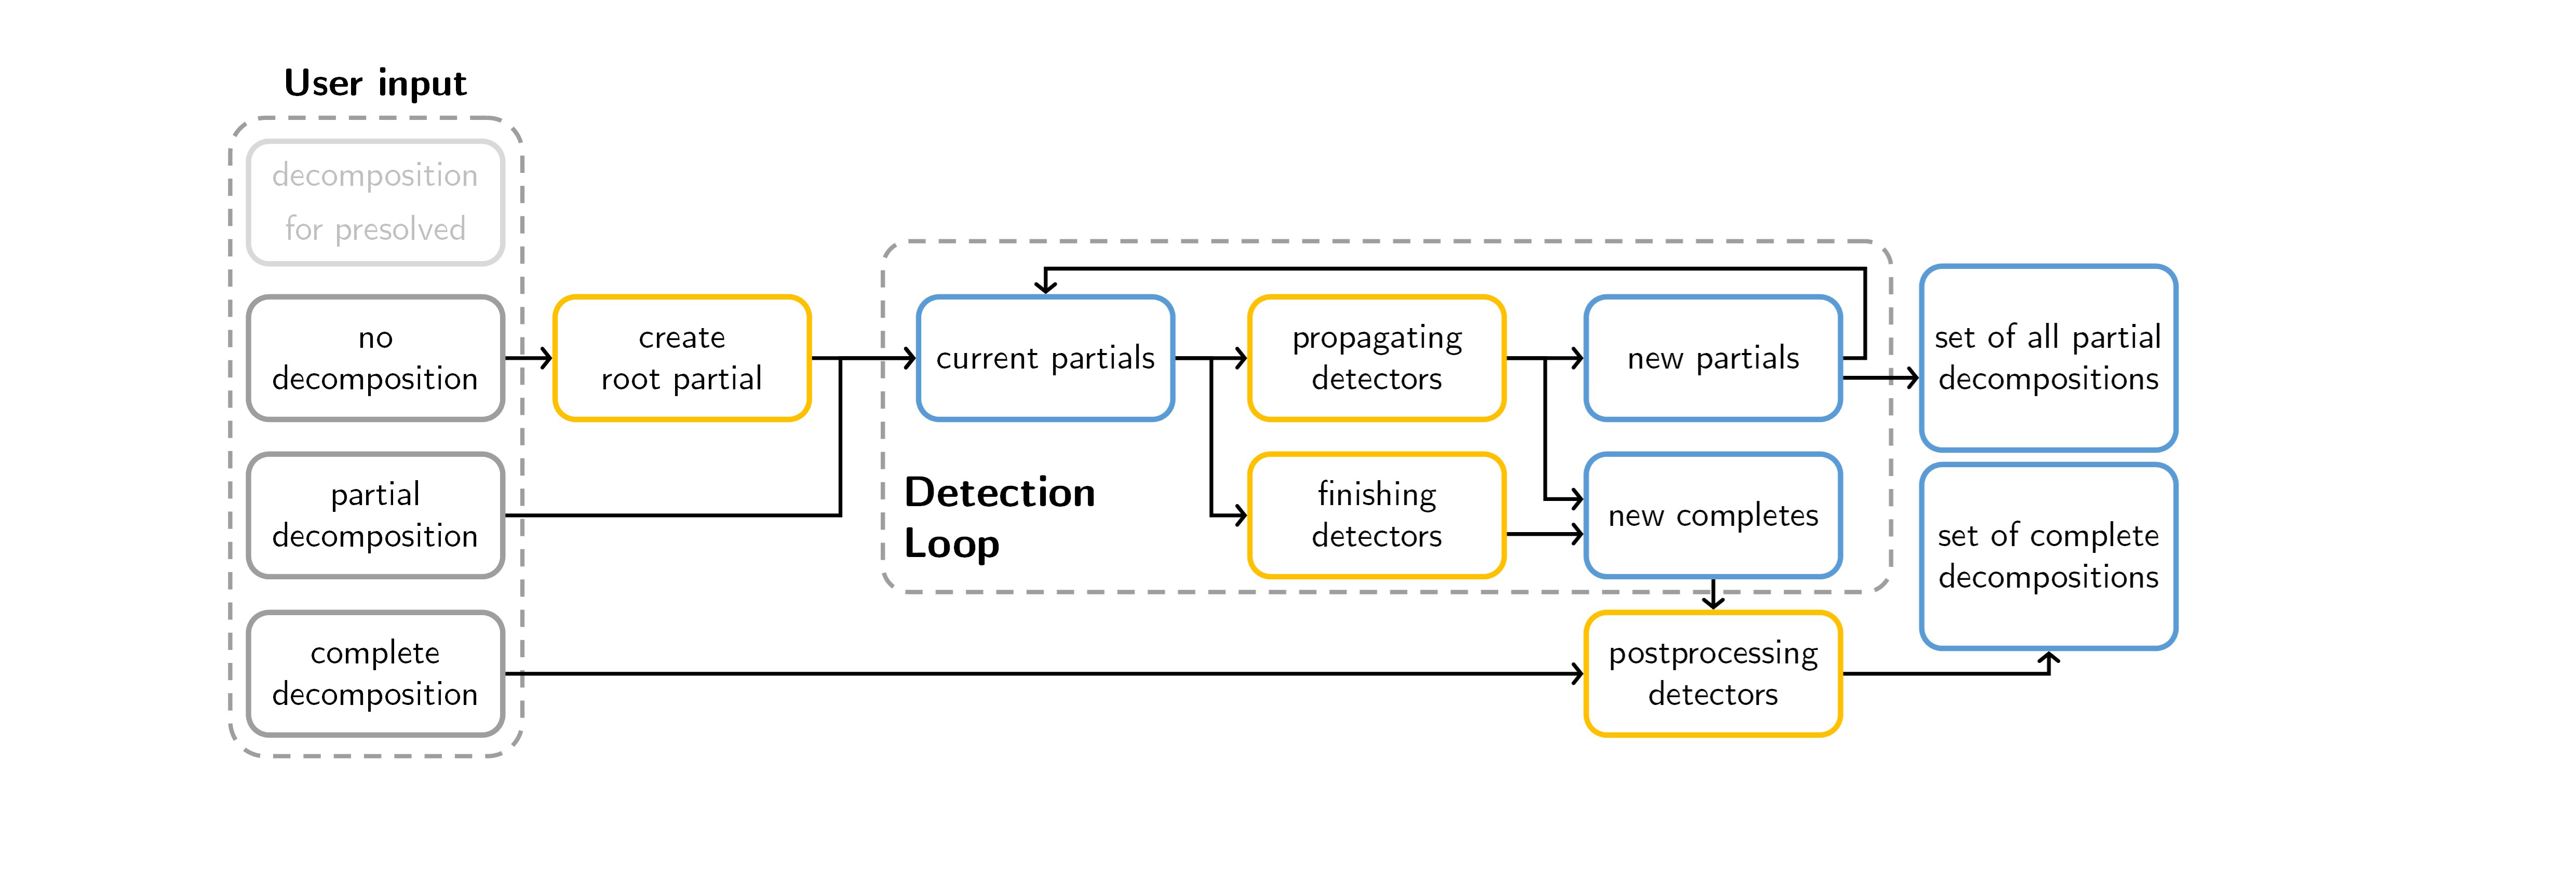 User input
decomposition
for presolved
no
decomposition
create
root partial
current partials
propagating
detectors
new partials
set of all partial
decompositions
partial
decomposition
Detection
Loop
finishing
detectors
new completes
set of complete
decompositions
complete
decomposition
postprocessing
detectors